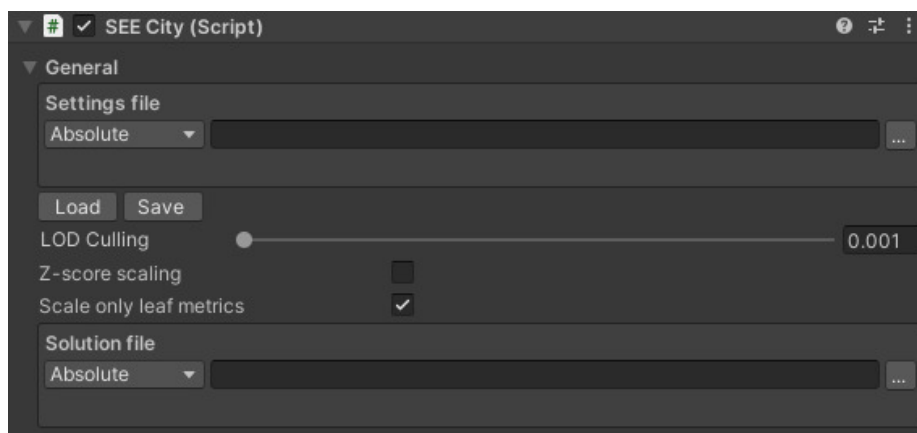 # SEE City (Script)
General
Settings file
Absolute ...
Load Save
LOD Culling 0.001
Z-score scaling
Scale only leaf metrics
Solution file
Absolute ...